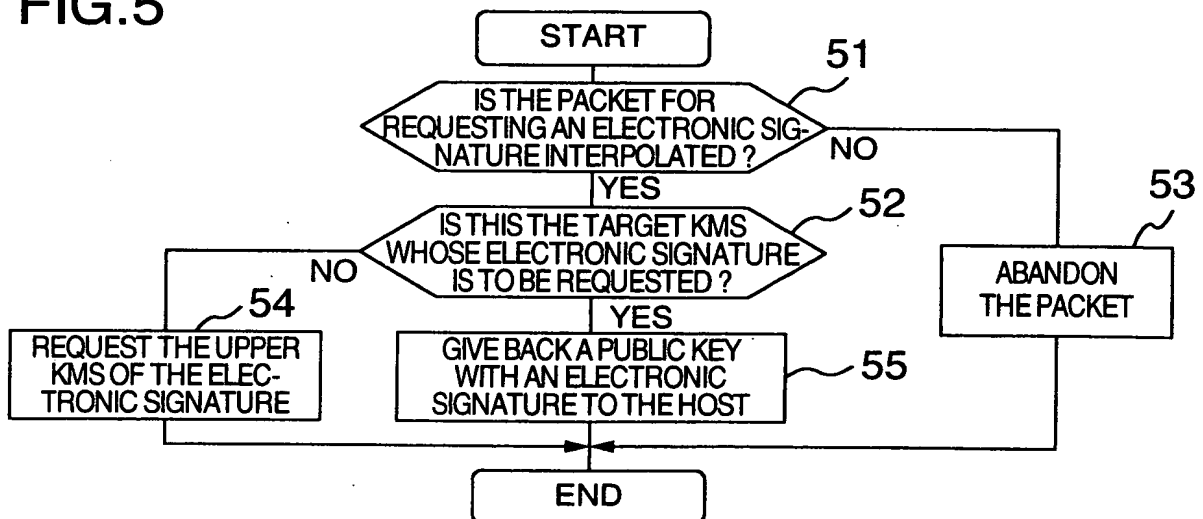 FIG.5
START
51
IS THE PACKET FOR
REQUESTING AN ELECTRONIC SIG-
NATURE INTERPOLATED ?
NO
YES
52
IS THIS THE TARGET KMS
WHOSE ELECTRONIC SIGNATURE
IS TO BE REQUESTED ?
NO
YES
53
ABANDON
THE PACKET
54
REQUEST THE UPPER
KMS OF THE ELEC-
TRONIC SIGNATURE
GIVE BACK A PUBLIC KEY
WITH AN ELECTRONIC
SIGNATURE TO THE HOST
55
END